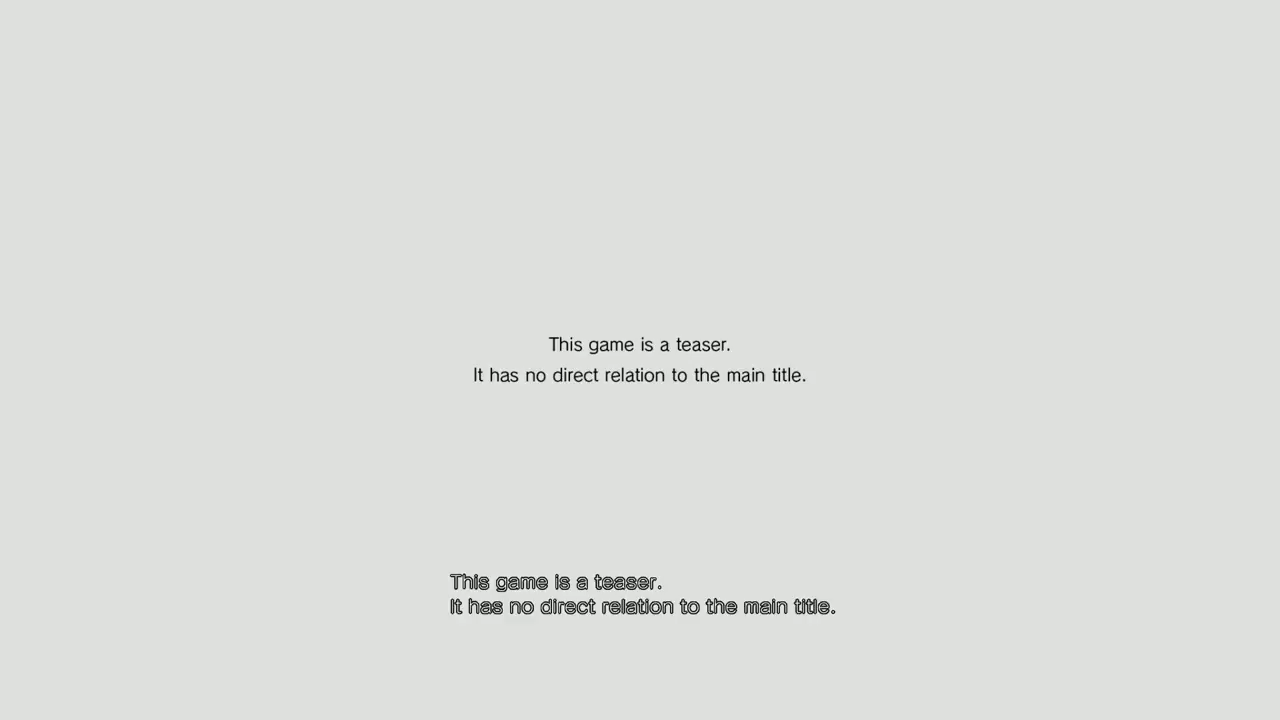 This game is a teaser.
It has no direct relation to the main title.
This game is a teaser.
It has no direct relation to the main title.